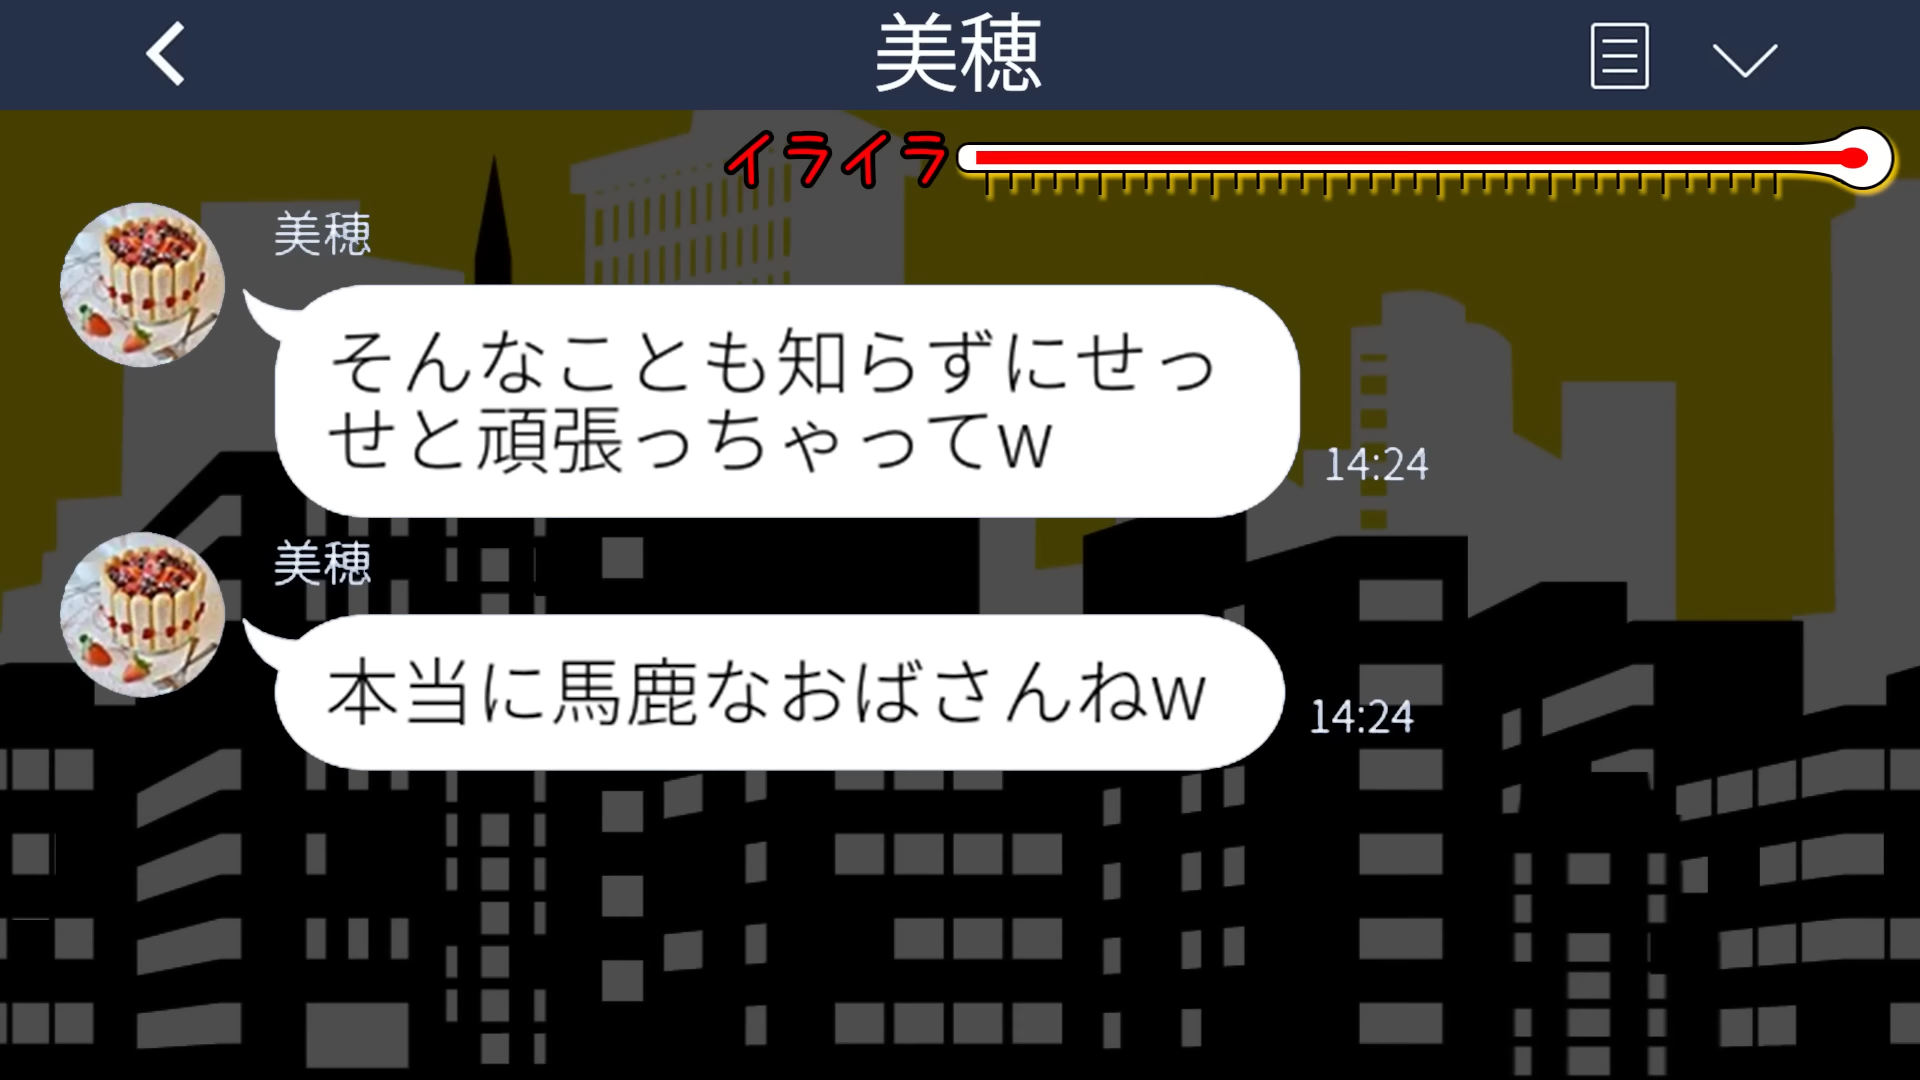 美穂
イライラ
美穂
そんなことも知らずにせっ
せと頑張っちゃってw
14:24
美穂
本当に馬鹿なおばさんねw
14:24